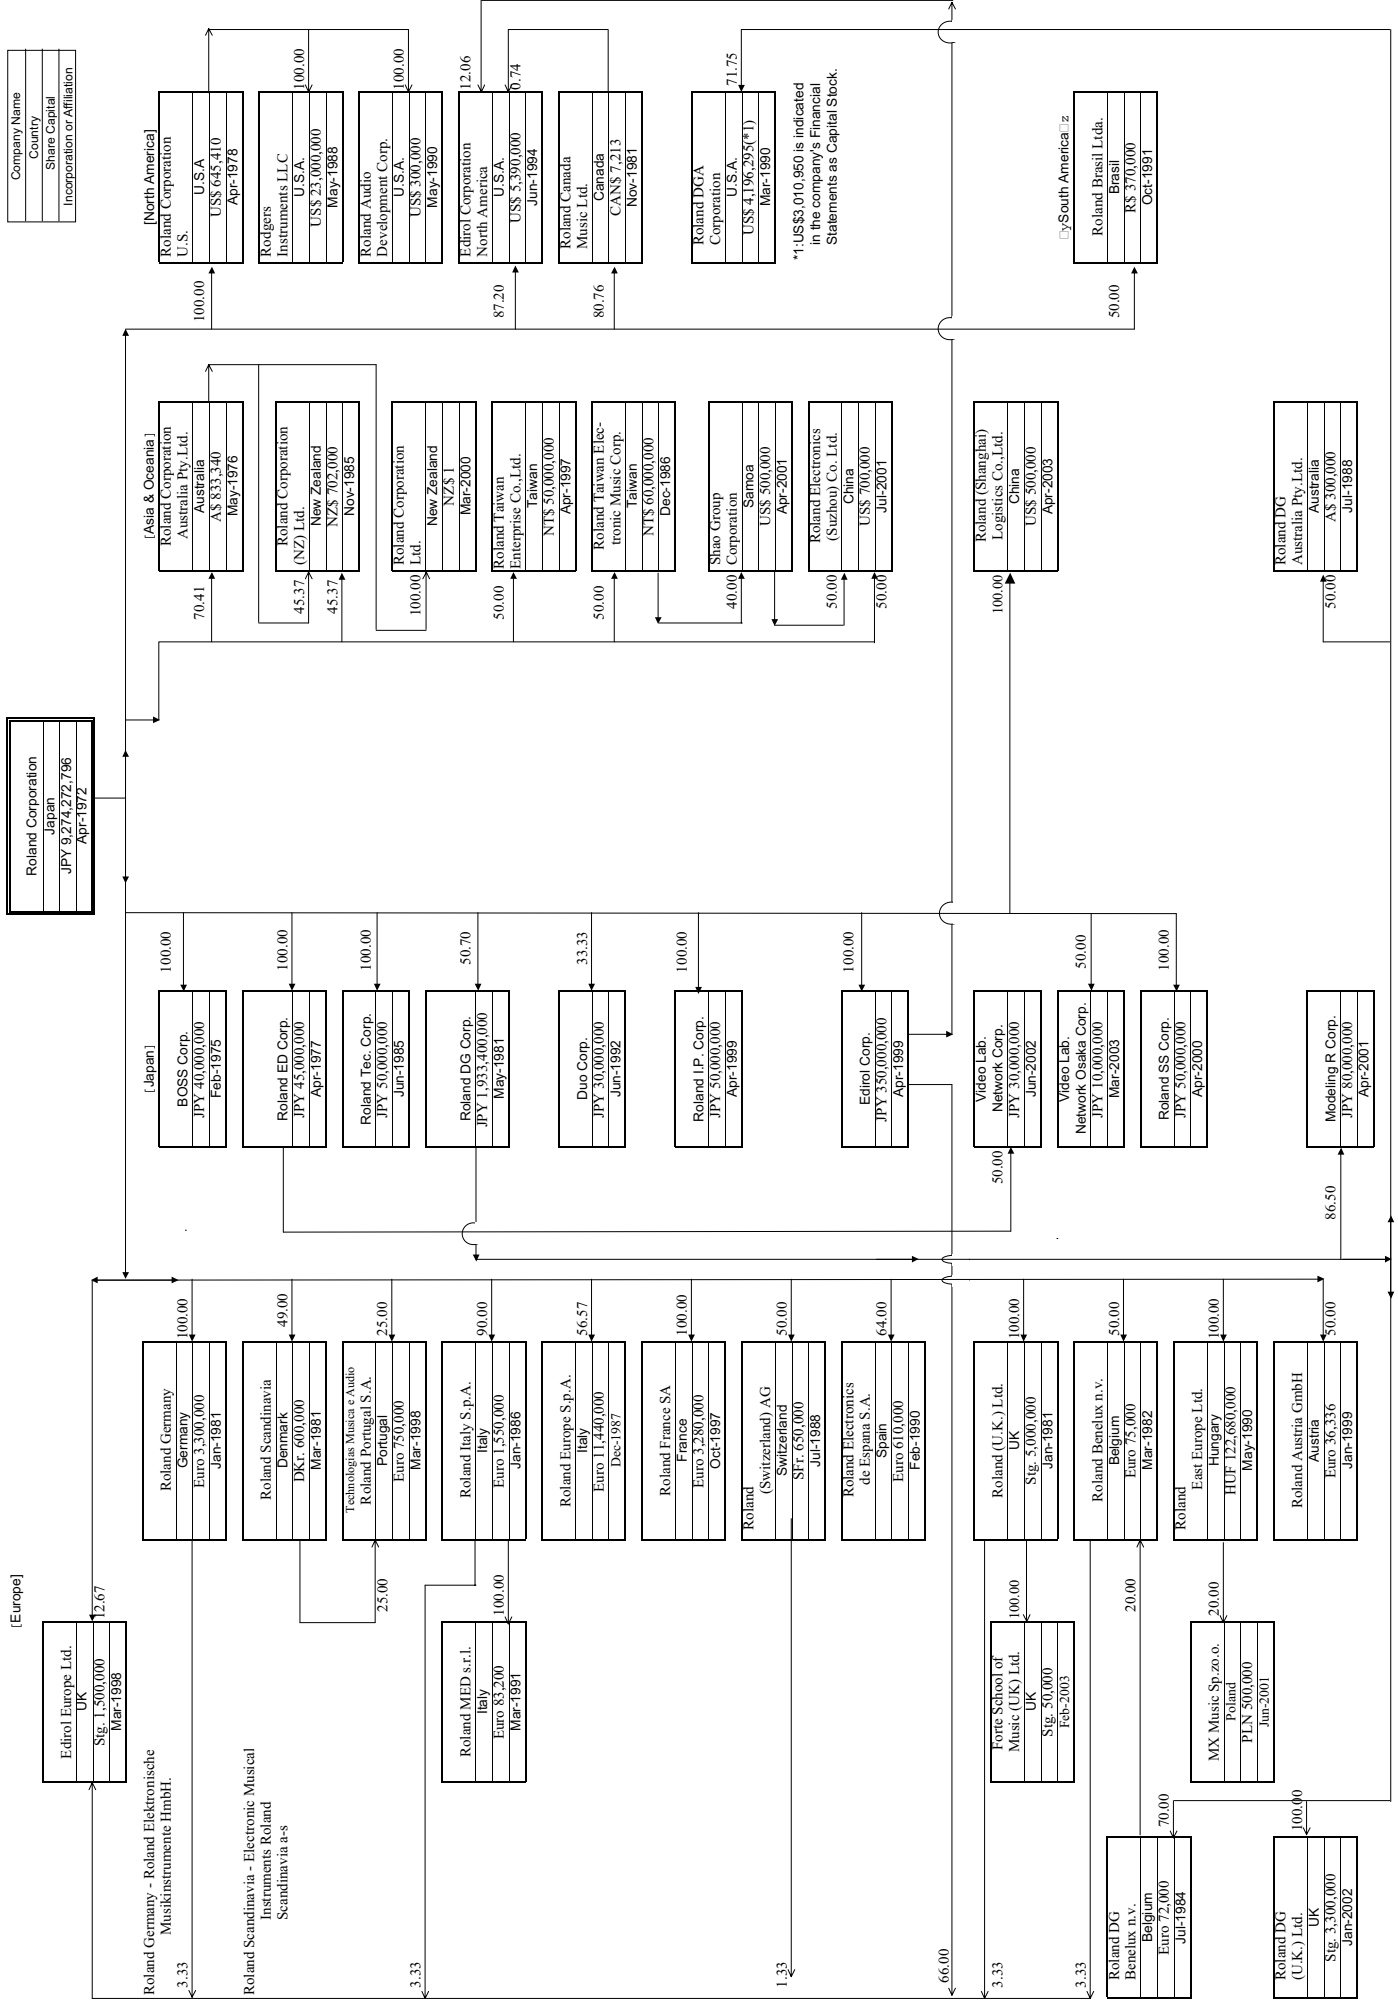 Company Name
Country
Share Capital
Incorporation or Affiliation
Roland Corporation
Japan
JPY 9,274,272,796
Apr-1972
[Europe]
Edirol Europe Ltd.
UK
Stg. 1,500,000
Mar-1998
12.67
Roland Germany - Roland Elektronische
Musikinstrumente HmbH.
Roland Scandinavia - Electronic Musical
Instruments Roland
Scandinavia a-s
Roland Germany
Germany
Euro 3,300,000
Jan-1981
100.00
3.33
Roland Scandinavia
Denmark
DKr. 600,000
Mar-1981
49.00
Technologias Musica e Audio
Roland Portugal S.A.
Portugal
Euro 750,000
Mar-1998
25.00
25.00
Roland Italy S.p.A.
Italy
Euro 1,550,000
Jan-1986
90.00
3.33
Roland MED s.r.l.
Italy
Euro 83,200
Mar-1991
100.00
Roland Europe S.p.A.
Italy
Euro 11,440,000
Dec-1987
56.57
Roland France SA
France
Euro 3,280,000
Oct-1997
100.00
Roland
(Switzerland) AG
Switzerland
SFr. 650,000
Jul-1988
50.00
1.33
Roland Electronics
de Espana S.A.
Spain
Euro 610,000
Feb-1990
64.00
66.00
Roland (U.K.) Ltd.
UK
Stg. 5,000,000
Jan-1981
100.00
3.33
Forte School of
Music (UK) Ltd.
UK
Stg. 50,000
Feb-2003
100.00
Roland Benelux n.v.
Belgium
Euro 75,000
Mar-1982
50.00
3.33
20.00
Roland
East Europe Ltd.
Hungary
HUF 122,680,000
May-1990
100.00
MX Music Sp.zo.o.
Poland
PLN 500,000
Jun-2001
20.00
Roland Austria GmbH
Austria
Euro 36,336
Jan-1999
50.00
Roland DG
Benelux n.v.
Belgium
Euro 72,000
Jul-1984
70.00
Roland DG
(U.K.) Ltd.
UK
Stg. 3,300,000
Jan-2002
100.00
[Japan]
BOSS Corp.
JPY 40,000,000
Feb-1975
100.00
Roland ED Corp.
JPY 45,000,000
Apr-1977
100.00
Roland Tec. Corp.
JPY 50,000,000
Jun-1985
100.00
Roland DG Corp.
JPY 1,933,400,000
May-1981
50.70
Duo Corp.
JPY 30,000,000
Jun-1992
33.33
Roland I.P. Corp.
JPY 50,000,000
Apr-1999
100.00
Edirol Corp.
JPY 350,000,000
Apr-1999
100.00
Video Lab.
Network Corp.
JPY 30,000,000
Jun-2002
50.00
Video Lab.
Network Osaka Corp.
JPY 10,000,000
Mar-2003
50.00
Roland SS Corp.
JPY 50,000,000
Apr-2000
100.00
Modeling R Corp.
JPY 80,000,000
Apr-2001
86.50
[Asia & Oceania]
Roland Corporation
Australia Pty.Ltd.
Australia
A$ 833,340
May-1976
70.41
Roland Corporation
(NZ) Ltd.
New Zealand
NZ$ 702,000
Nov-1985
45.37
45.37
Roland Corporation
Ltd.
New Zealand
NZ$ 1
Mar-2000
100.00
Roland Taiwan
Enterprise Co.,Ltd.
Taiwan
NT$ 50,000,000
Apr-1997
50.00
Roland Taiwan Elec-
tronic Music Corp.
Taiwan
NT$ 60,000,000
Dec-1986
50.00
Shao Group
Corporation
Samoa
US$ 500,000
Apr-2001
40.00
Roland Electronics
(Suzhou) Co. Ltd.
China
US$ 700,000
Jul-2001
50.00
50.00
Roland (Shanghai)
Logistics Co.,Ltd.
China
US$ 500,000
Apr-2003
100.00
Roland DG
Australia Pty.Ltd.
Australia
A$ 300,000
Jul-1988
50.00
[North America]
Roland Corporation
U.S.
U.S.A
US$ 645,410
Apr-1978
100.00
Rodgers
Instruments LLC
U.S.A.
US$ 23,000,000
May-1988
100.00
Roland Audio
Development Corp.
U.S.A.
US$ 300,000
May-1990
100.00
Edirol Corporation
North America
U.S.A.
US$ 5,390,000
Jun-1994
87.20
12.06
0.74
Roland Canada
Music Ltd.
Canada
CAN$ 7,213
Nov-1981
80.76
Roland DGA
Corporation
U.S.A.
US$ 4,196,295(*1)
Mar-1990
71.75
*1:US$3,010,950 is indicated
in the company's Financial
Statements as Capital Stock.
□ySouth America□z
Roland Brasil Ltda.
Brasil
R$ 370,000
Oct-1991
50.00